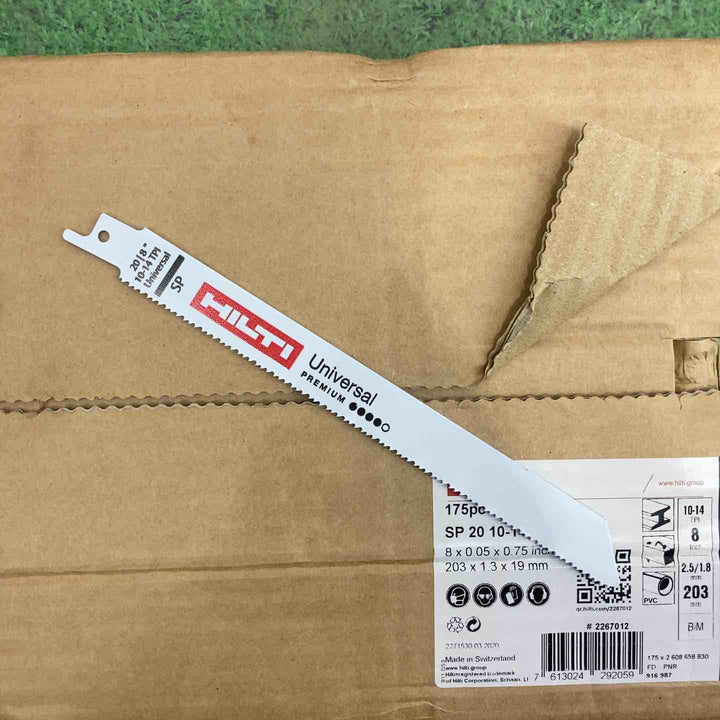 20/8"
10-14 TPI
Universal
SP
HILTI
Universal
PREMIUM
www.hilti.group
175pc
SP 20 10-1
8 x 0.05 x 0.75 inc
203 x 1.3 x 19 mm
10-14
TPI
8
inch
2.5/1.8
mm
203
mm
BiM
PVC
qr.hilti.com/2267012
# 2267012
2271530-03.2020
Made in Switzerland
www.hilti.group
Hilti=registered trademark
of Hilti Corporation, Schaan, LI
7 613024 292059
175 x 2 608 658 830
FD PNR
916 987